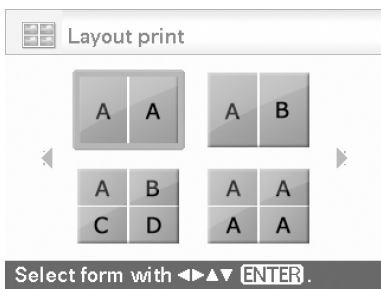 Layout print
A A A B
A B A A
C D A A
Select form with ◄►▲▼ ENTER.